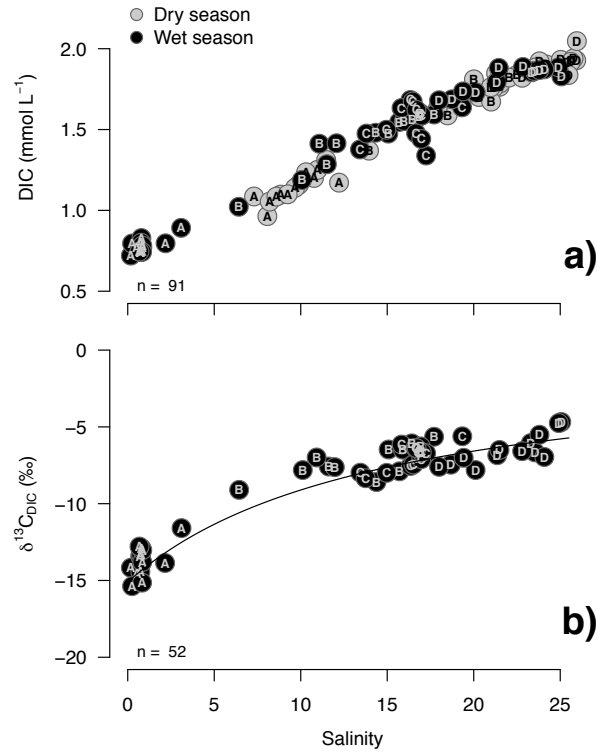 Dry season
Wet season
a)
DIC (mmol L⁻¹)
2.0
1.5
1.0
0.5
n = 91
b)
δ¹³C_DIC (‰)
0
−5
−10
−15
−20
n = 52
0 5 10 15 20 25
Salinity